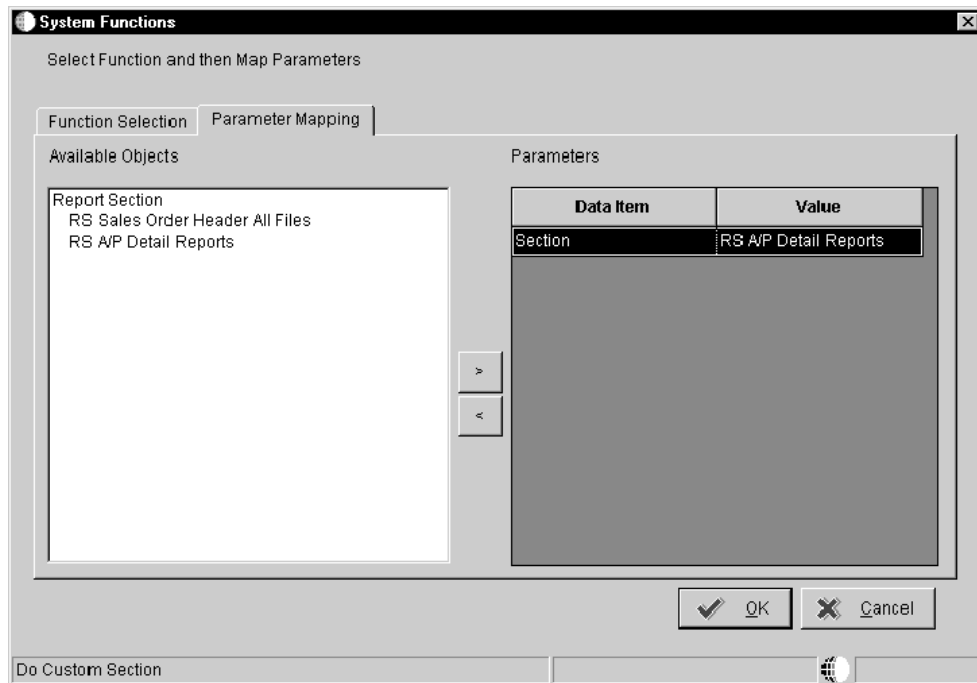 System Functions
Select Function and then Map Parameters
Function Selection
Parameter Mapping
Available Objects
Report Section
RS Sales Order Header All Files
RS A/P Detail Reports
>
<
Parameters
Data Item Value
Section RS A/P Detail Reports
OK
Cancel
Do Custom Section